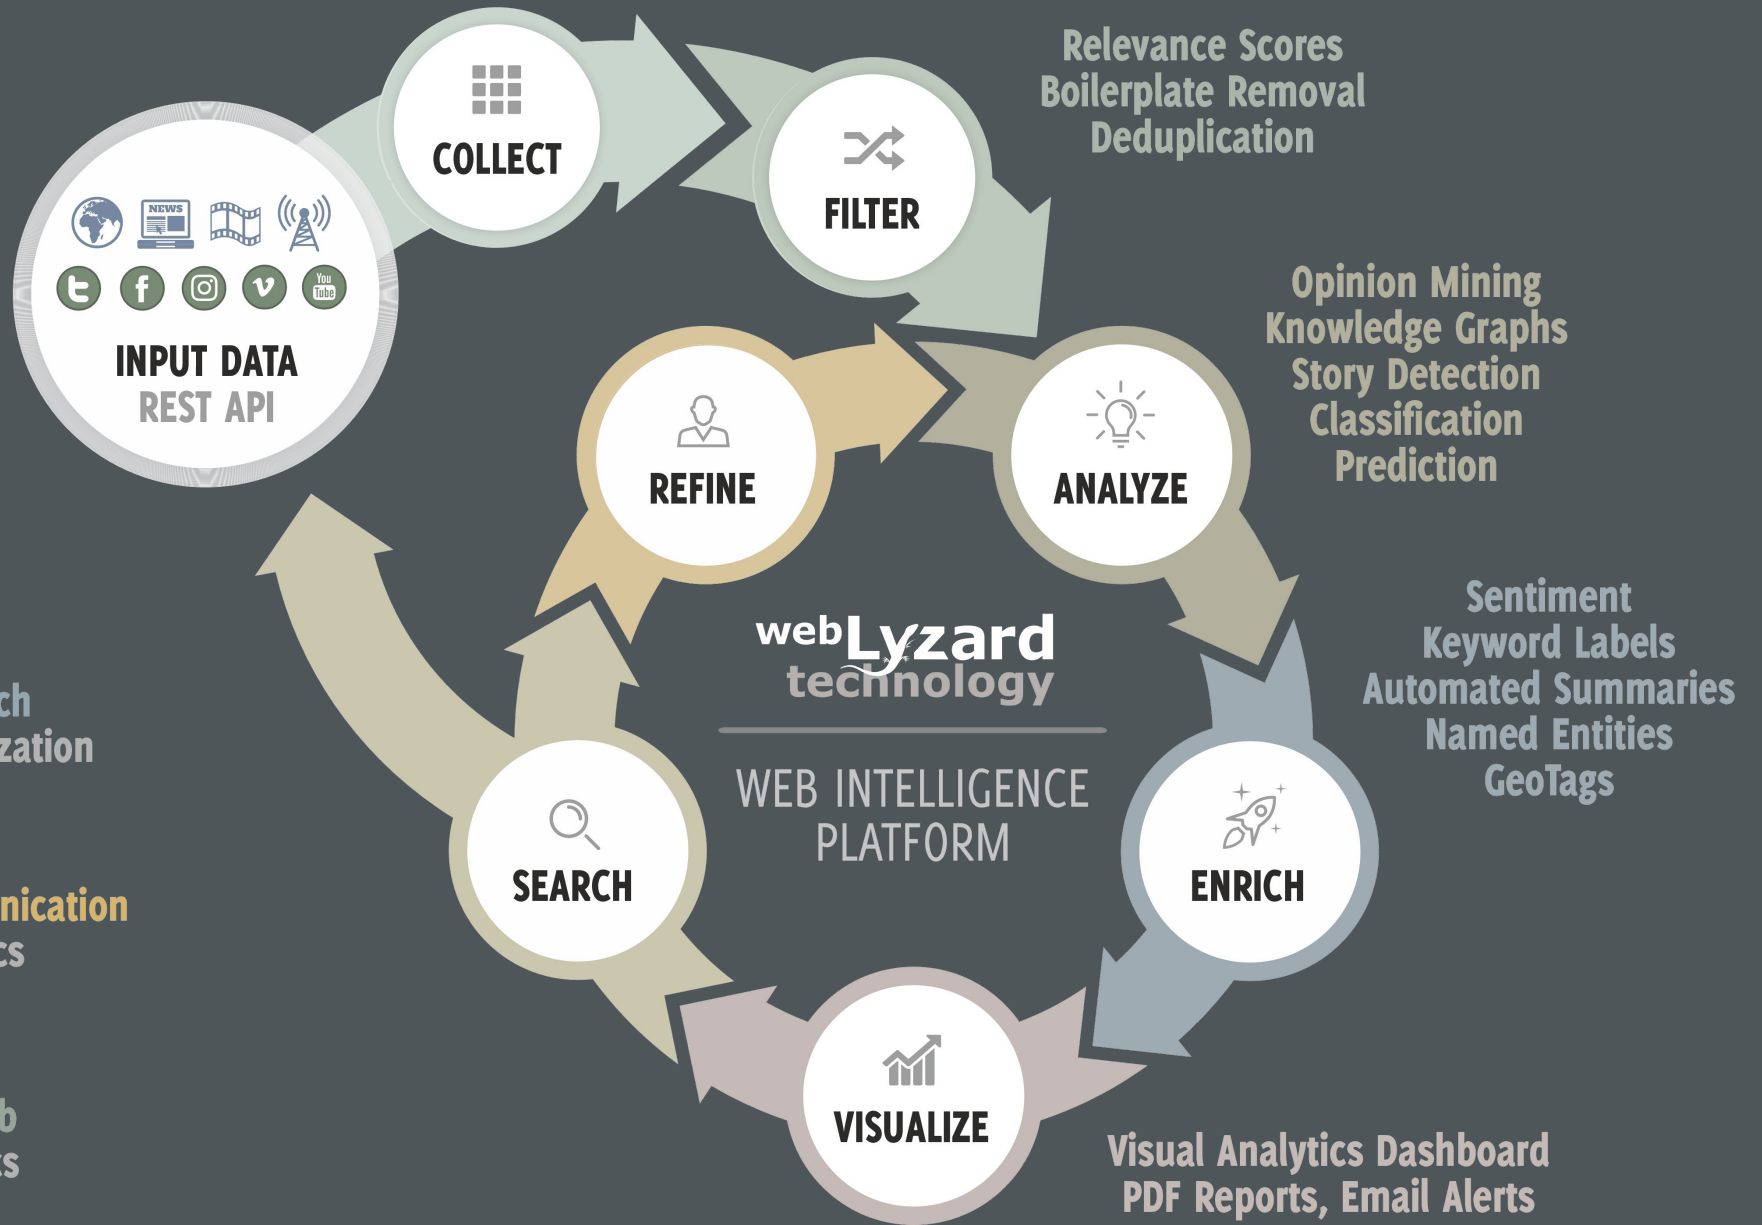 COLLECT
FILTER
Relevance Scores
Boilerplate Removal
Deduplication
NEWS
You
Tube
INPUT DATA
REST API
REFINE
ANALYZE
Opinion Mining
Knowledge Graphs
Story Detection
Classification
Prediction
webLyzard
technology
WEB INTELLIGENCE
PLATFORM
Sentiment
Keyword Labels
Automated Summaries
Named Entities
GeoTags
SEARCH
ENRICH
VISUALIZE
Visual Analytics Dashboard
PDF Reports, Email Alerts